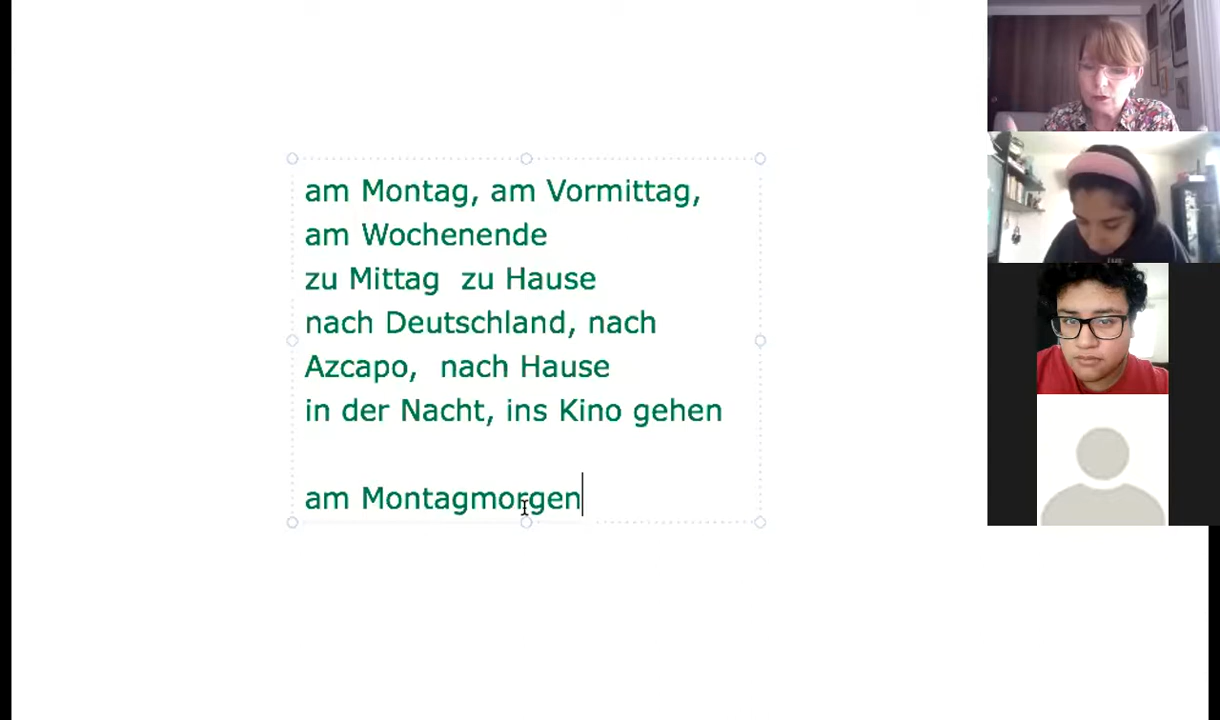 am Montag, am Vormittag,
am Wochenende
zu Mittag  zu Hause
nach Deutschland, nach
Azcapo,  nach Hause
in der Nacht, ins Kino gehen
am Montagmorgen